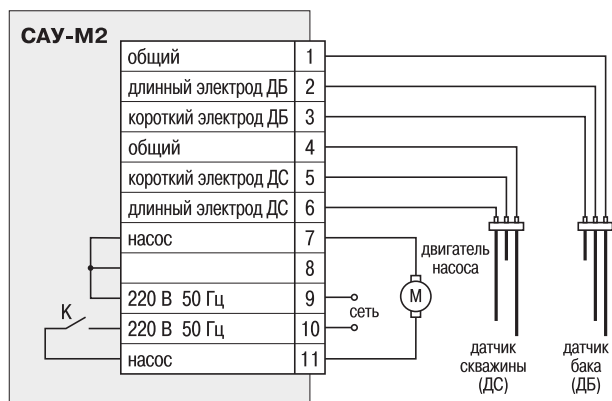 САУ-М2
общий 1
длинный электрод ДБ 2
короткий электрод ДБ 3
общий 4
короткий электрод ДС 5
длинный электрод ДС 6
насос 7
8
220 В 50 Гц 9
220 В 50 Гц 10
насос 11
К
двигатель
насоса
М
сеть
датчик
скважины
(ДС)
датчик
бака
(ДБ)